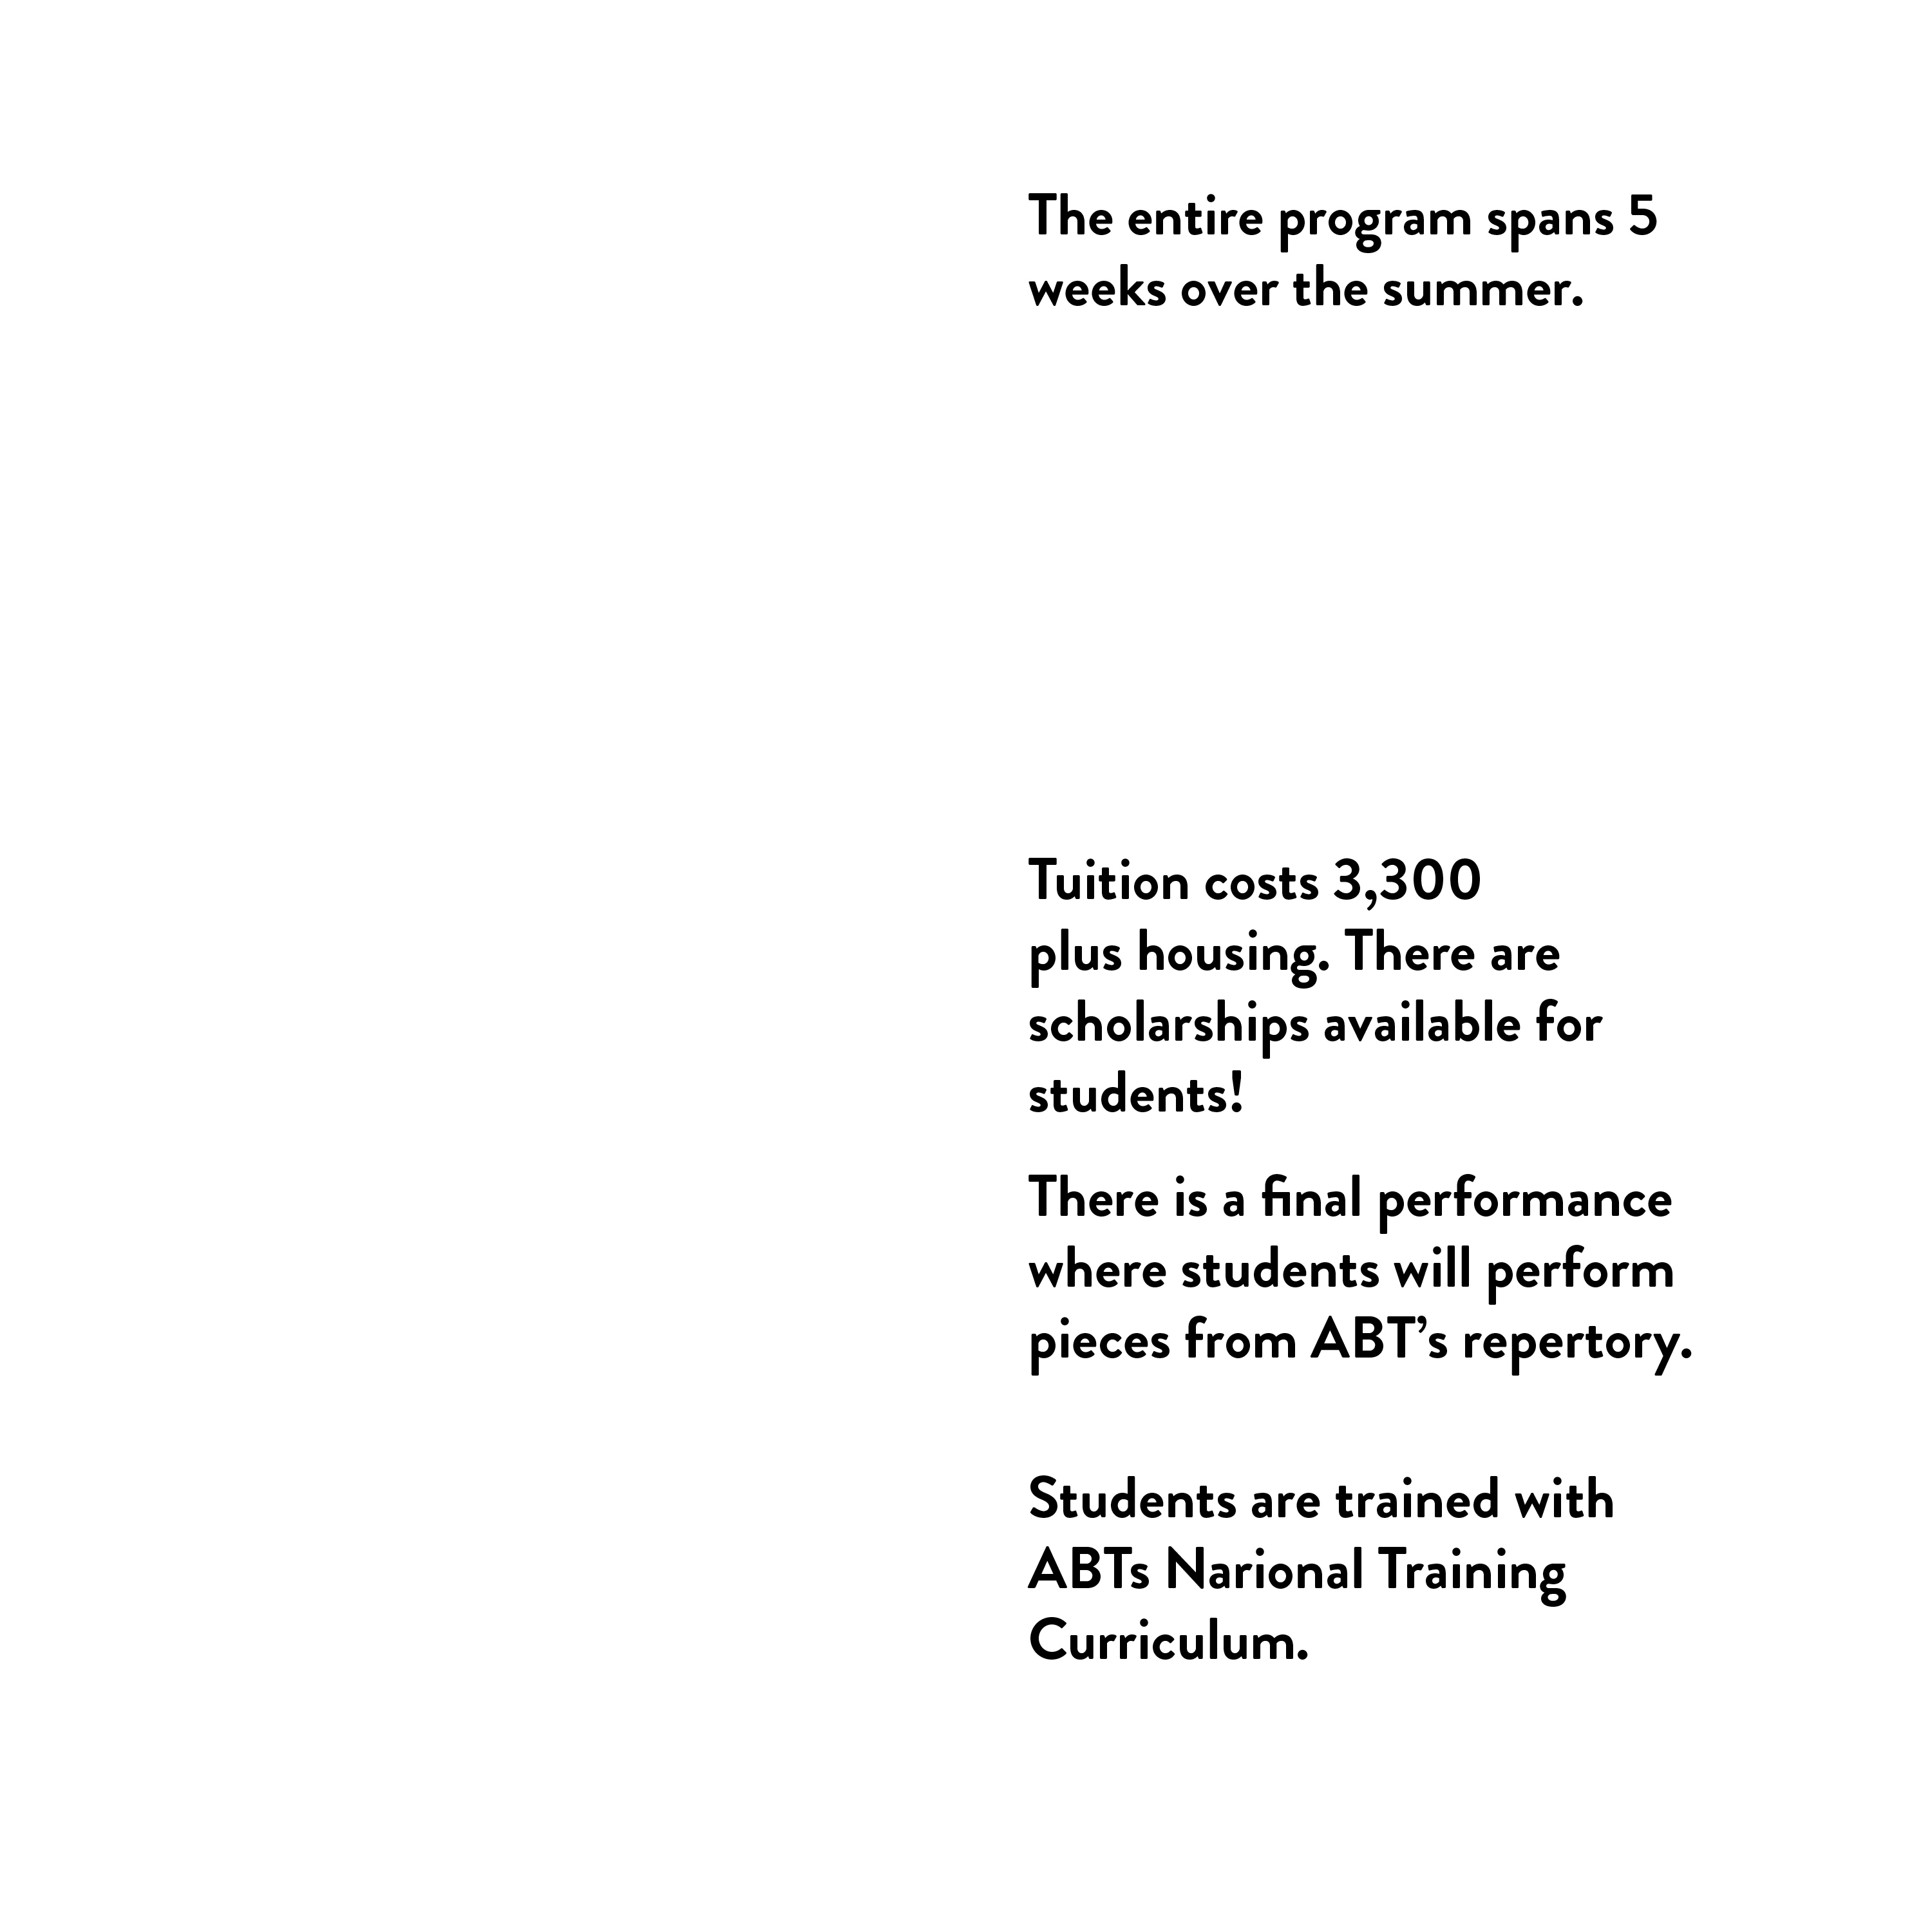 The entire program spans 5
weeks over the summer.
Tuition costs 3,300
plus housing. There are
scholarships available for
students!
There is a final performance
where students will perform
pieces from ABT’s repertory.
Students are trained with
ABTs Narional Training
Curriculum.